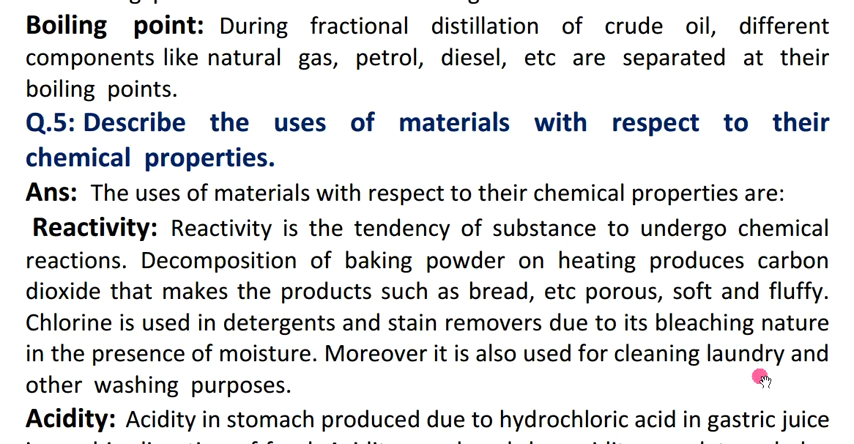 Boiling point: During fractional distillation of crude oil, different
components like natural gas, petrol, diesel, etc are separated at their
boiling points.
Q.5: Describe the uses of materials with respect to their
chemical properties.
Ans: The uses of materials with respect to their chemical properties are:
Reactivity: Reactivity is the tendency of substance to undergo chemical
reactions. Decomposition of baking powder on heating produces carbon
dioxide that makes the products such as bread, etc porous, soft and fluffy.
Chlorine is used in detergents and stain removers due to its bleaching nature
in the presence of moisture. Moreover it is also used for cleaning laundry and
other washing purposes.
Acidity: Acidity in stomach produced due to hydrochloric acid in gastric juice